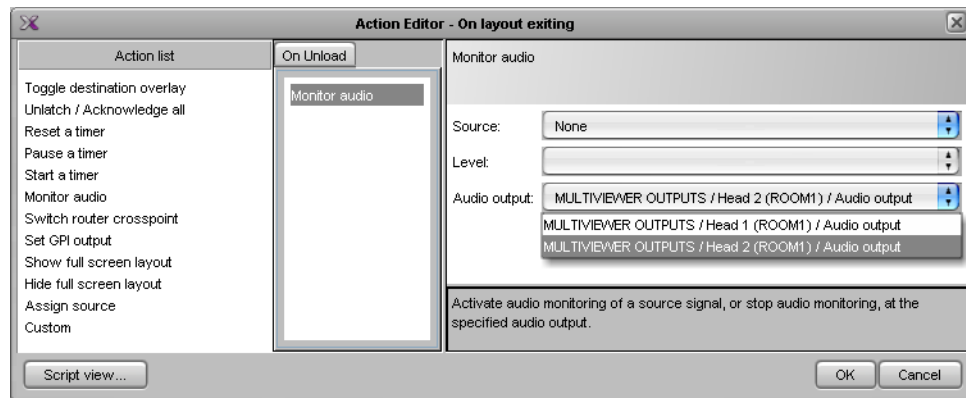 Action Editor - On layout exiting
Action list
Toggle destination overlay
Unlatch / Acknowledge all
Reset a timer
Pause a timer
Start a timer
Monitor audio
Switch router crosspoint
Set GPI output
Show full screen layout
Hide full screen layout
Assign source
Custom
On Unload
Monitor audio
Monitor audio
Source: None
Level:
Audio output: MULTIVIEWER OUTPUTS / Head 2 (ROOM1) / Audio output
MULTIVIEWER OUTPUTS / Head 1 (ROOM1) / Audio output
MULTIVIEWER OUTPUTS / Head 2 (ROOM1) / Audio output
Activate audio monitoring of a source signal, or stop audio monitoring, at the
specified audio output.
Script view...
OK
Cancel